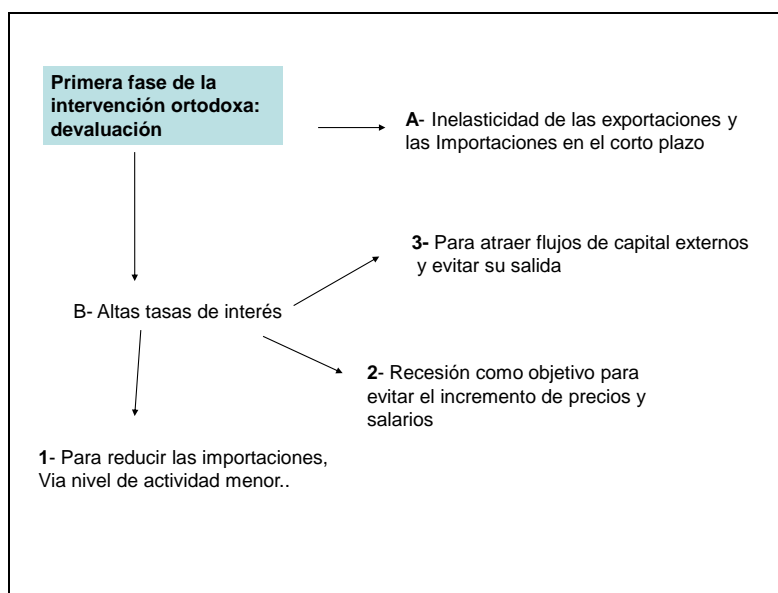 Primera fase de la
intervención ortodoxa:
devaluación
A- Inelasticidad de las exportaciones y
las Importaciones en el corto plazo
3- Para atraer flujos de capital externos
y evitar su salida
B- Altas tasas de interés
2- Recesión como objetivo para
evitar el incremento de precios y
salarios
1- Para reducir las importaciones,
Via nivel de actividad menor..